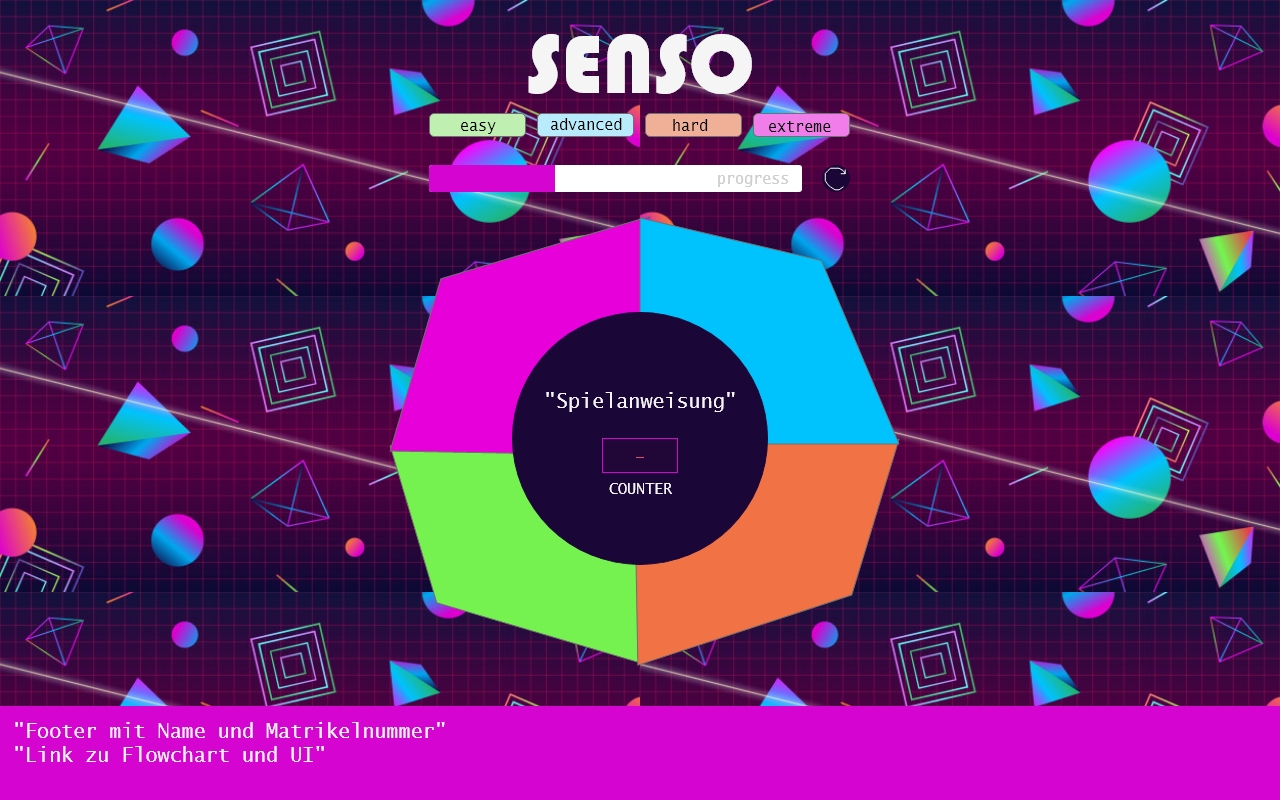 SENSO
easy advanced hard extreme
progress
"Spielanweisung"
–
COUNTER
"Footer mit Name und Matrikelnummer"
"Link zu Flowchart und UI"